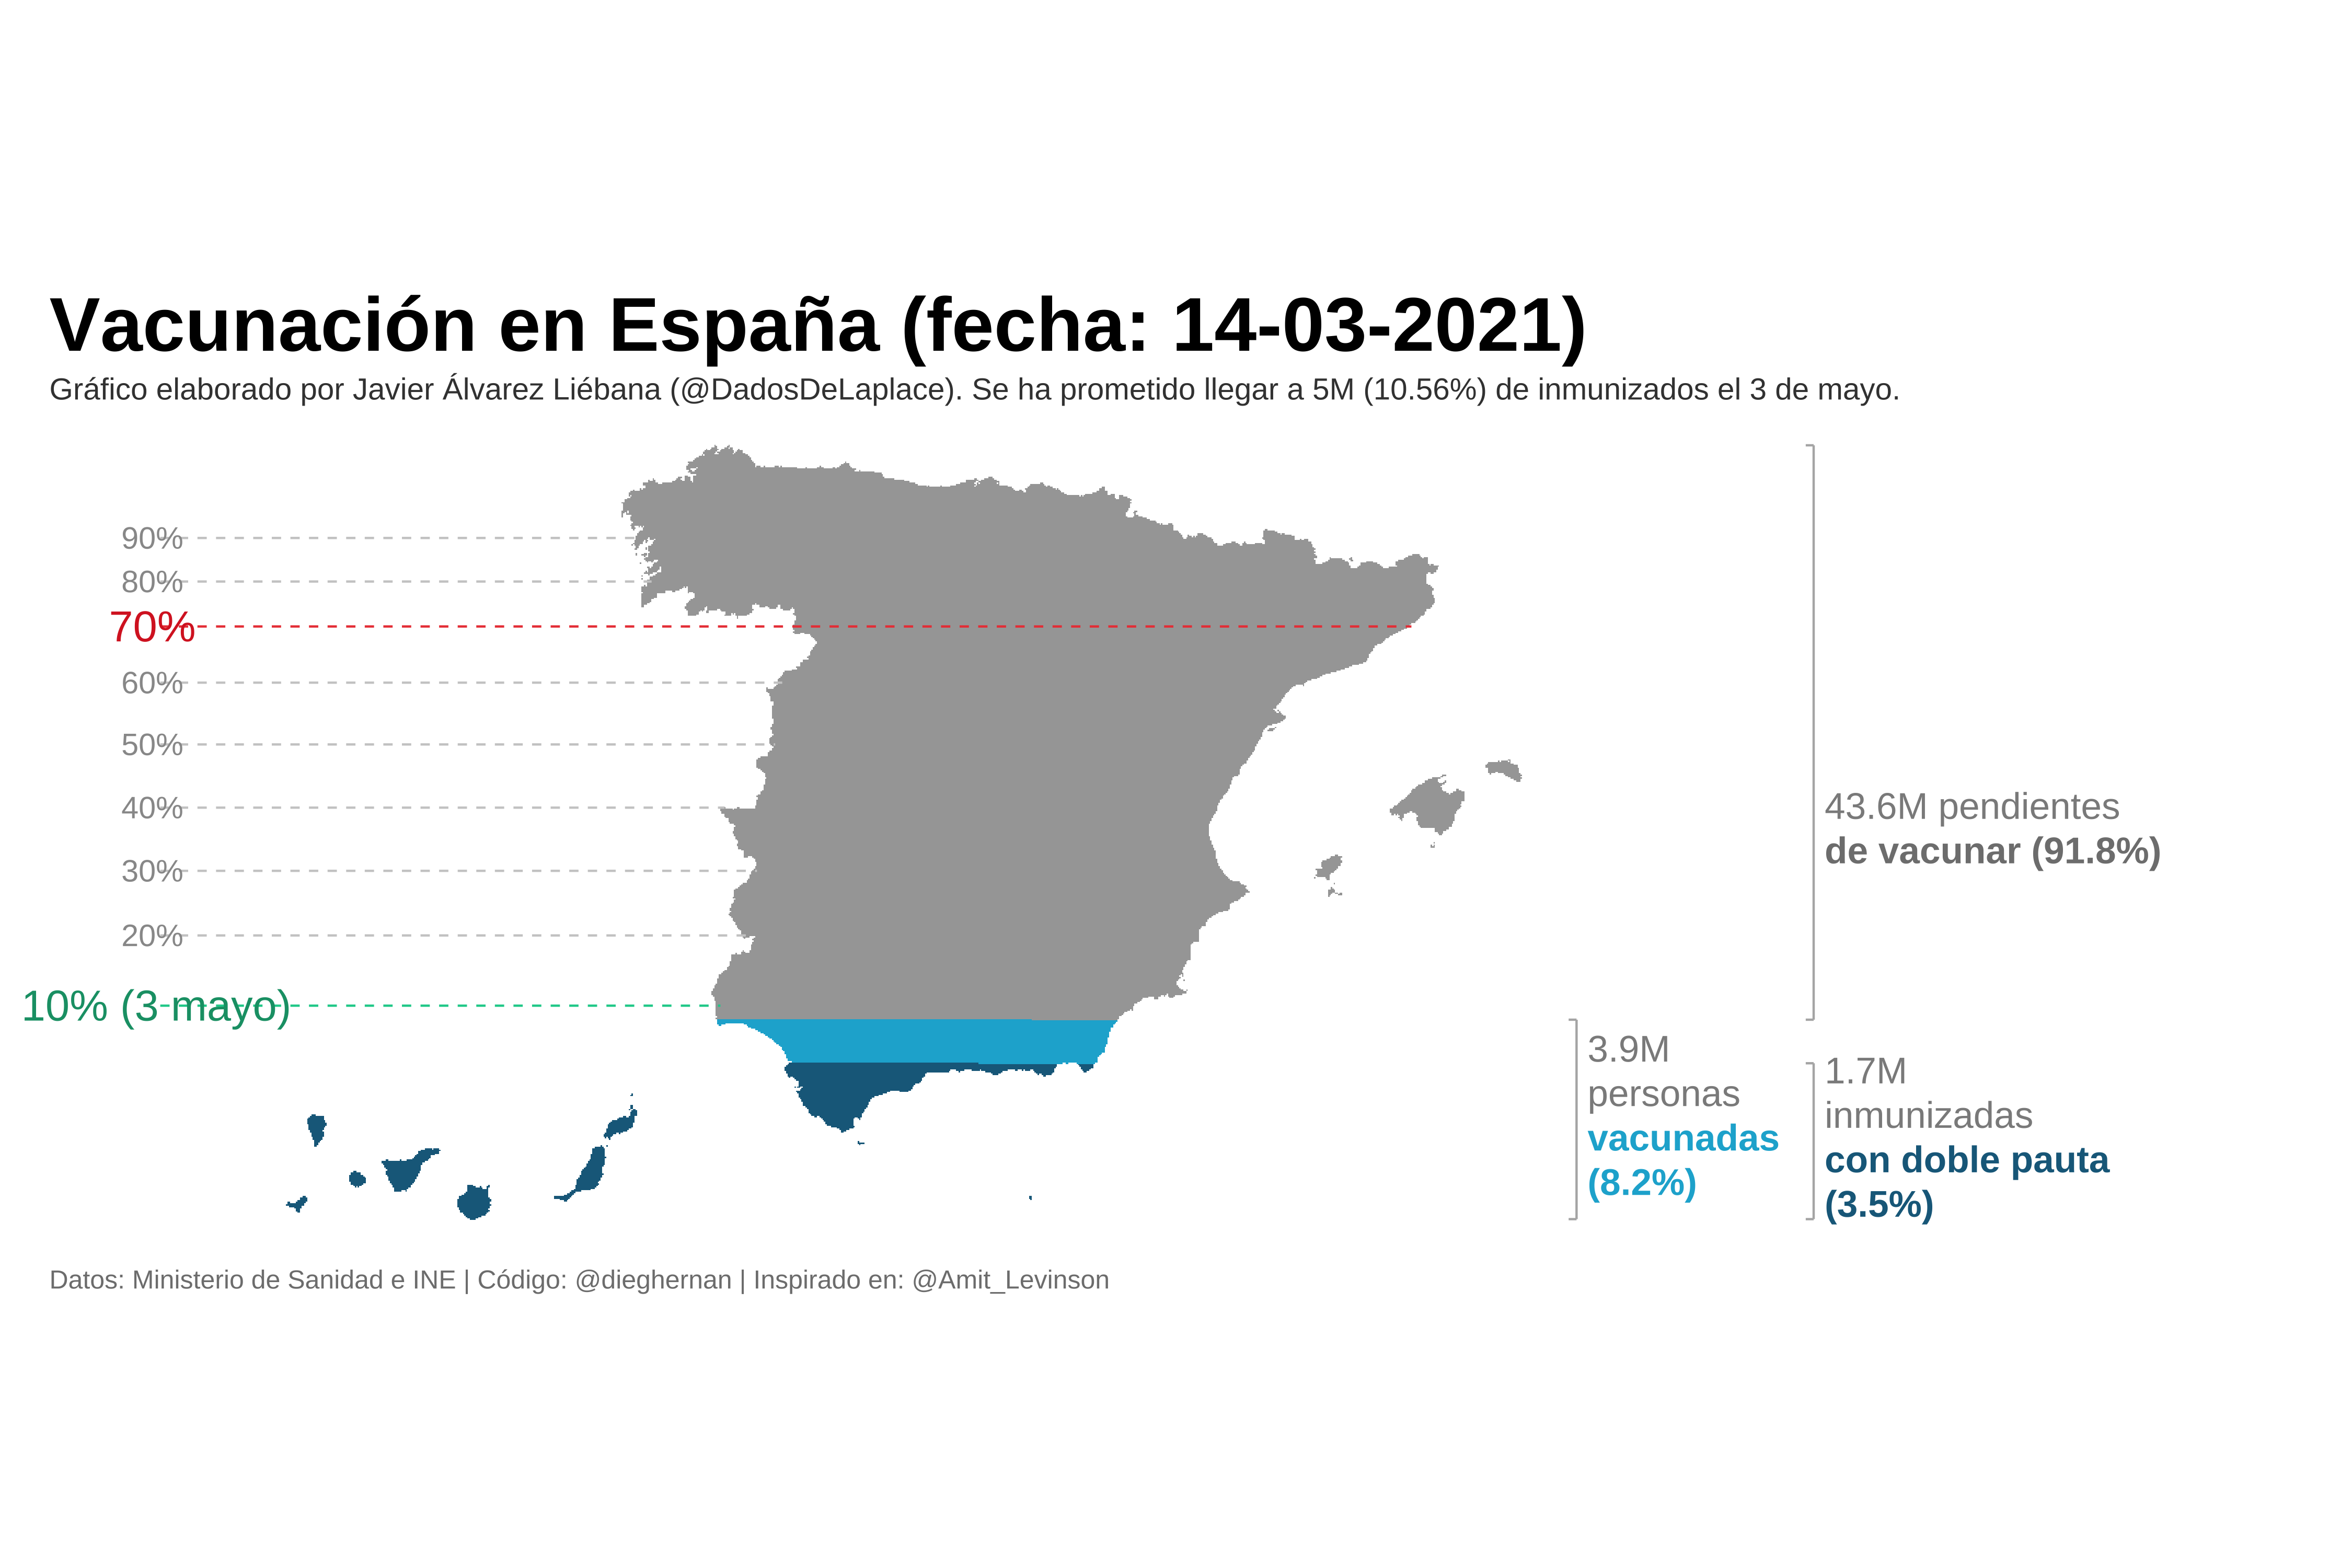 Vacunación en España (fecha: 14-03-2021)
Gráfico elaborado por Javier Álvarez Liébana (@DadosDeLaplace). Se ha prometido llegar a 5M (10.56%) de inmunizados el 3 de mayo.
90%
80%
70%
60%
50%
40%
30%
20%
10% (3 mayo)
43.6M pendientes
de vacunar (91.8%)
3.9M
personas
vacunadas
(8.2%)
1.7M
inmunizadas
con doble pauta
(3.5%)
Datos: Ministerio de Sanidad e INE | Código: @dieghernan | Inspirado en: @Amit_Levinson